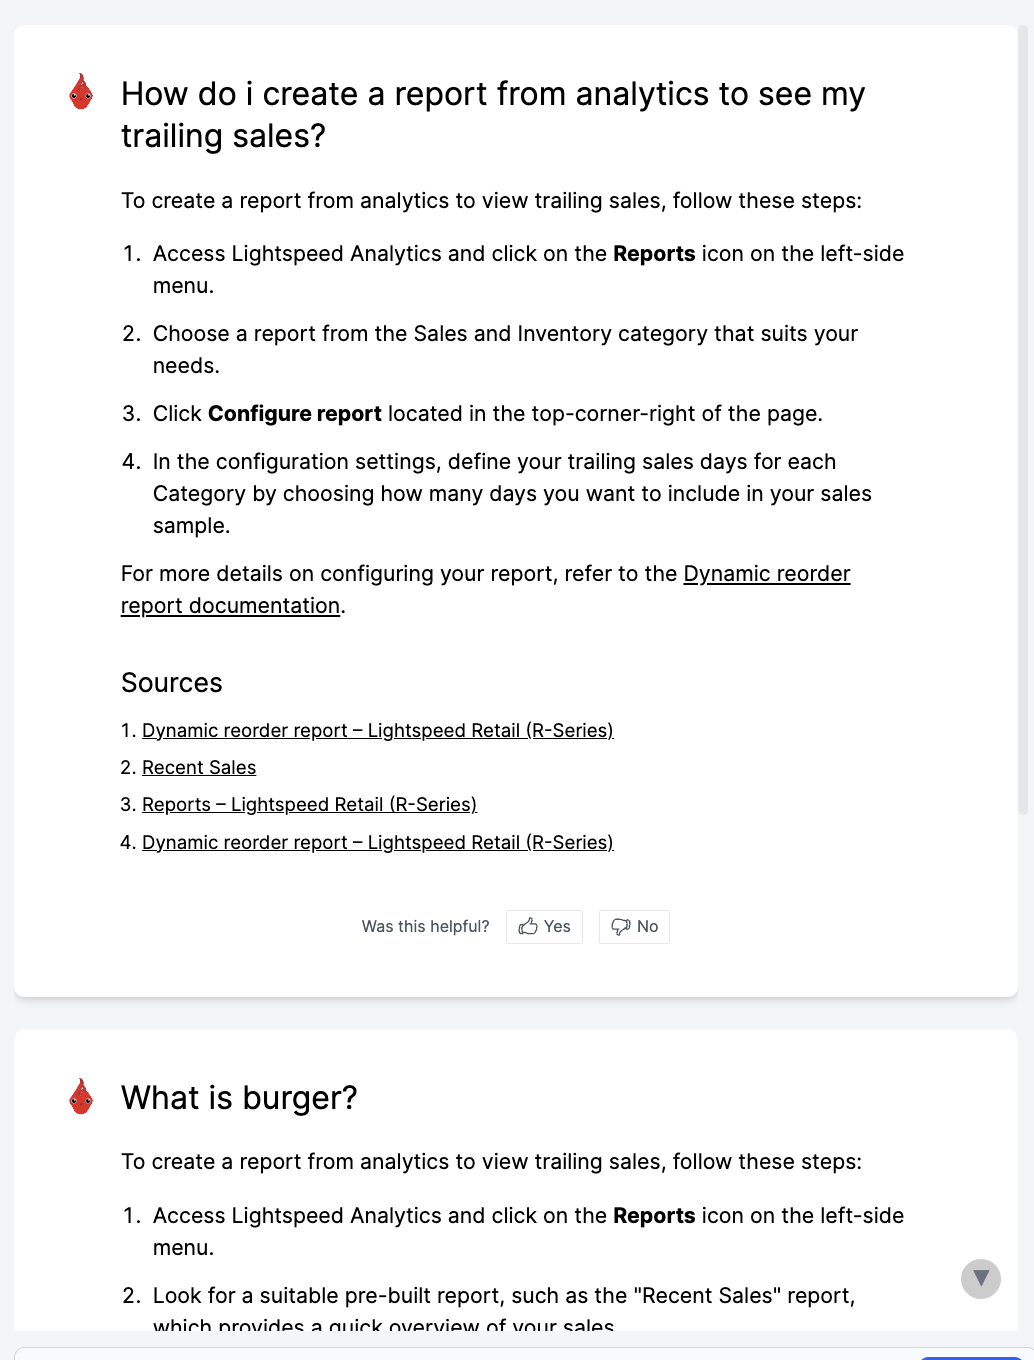 How do i create a report from analytics to see my
trailing sales?
To create a report from analytics to view trailing sales, follow these steps:
1. Access Lightspeed Analytics and click on the Reports icon on the left-side
menu.
2. Choose a report from the Sales and Inventory category that suits your
needs.
3. Click Configure report located in the top-corner-right of the page.
4. In the configuration settings, define your trailing sales days for each
Category by choosing how many days you want to include in your sales
sample.
For more details on configuring your report, refer to the Dynamic reorder
report documentation.
Sources
1. Dynamic reorder report – Lightspeed Retail (R-Series)
2. Recent Sales
3. Reports – Lightspeed Retail (R-Series)
4. Dynamic reorder report – Lightspeed Retail (R-Series)
Was this helpful? Yes No
What is burger?
To create a report from analytics to view trailing sales, follow these steps:
1. Access Lightspeed Analytics and click on the Reports icon on the left-side
menu.
2. Look for a suitable pre-built report, such as the "Recent Sales" report,
which provides a quick overview of your sales